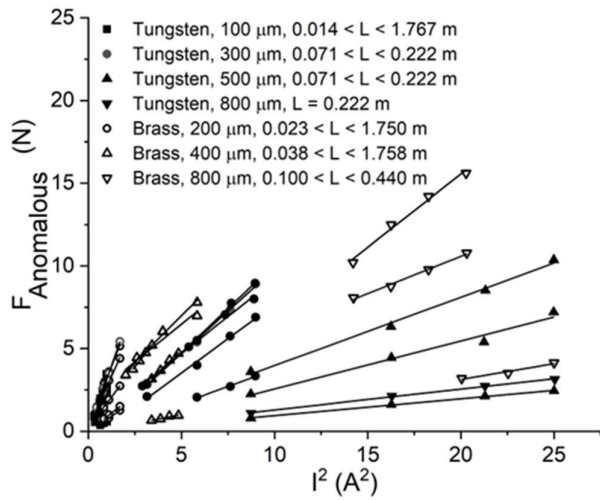 25
20
15
10
5
0
F Anomalous (N)
Tungsten, 100 μm, 0.014 < L < 1.767 m
Tungsten, 300 μm, 0.071 < L < 0.222 m
Tungsten, 500 μm, 0.071 < L < 0.222 m
Tungsten, 800 μm, L = 0.222 m
Brass, 200 μm, 0.023 < L < 1.750 m
Brass, 400 μm, 0.038 < L < 1.758 m
Brass, 800 μm, 0.100 < L < 0.440 m
0 5 10 15 20 25
I² (A²)